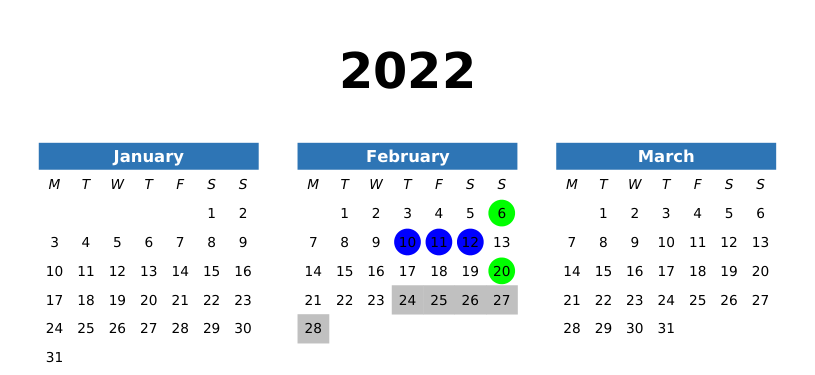 2022
January February March
M T W T F S S M T W T F S S M T W T F S S
1 2 1 2 3 4 5 6 1 2 3 4 5 6
3 4 5 6 7 8 9 7 8 9 10 11 12 13 7 8 9 10 11 12 13
10 11 12 13 14 15 16 14 15 16 17 18 19 20 14 15 16 17 18 19 20
17 18 19 20 21 22 23 21 22 23 24 25 26 27 21 22 23 24 25 26 27
24 25 26 27 28 29 30 28 28 29 30 31
31